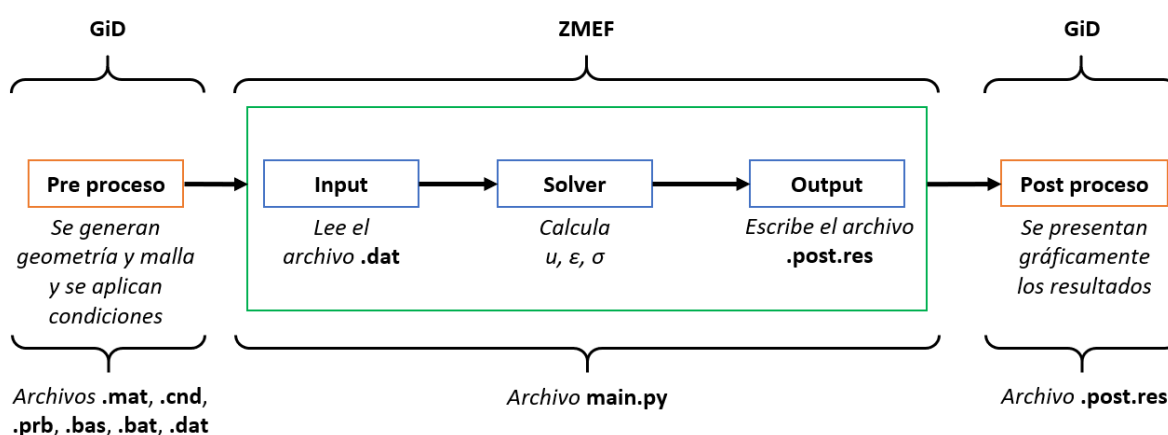 GiD
ZMEF
GiD
Pre proceso
Input
Solver
Output
Post proceso
Se generan
geometría y malla
y se aplican
condiciones
Lee el
archivo .dat
Calcula
u, ε, σ
Escribe el archivo
.post.res
Se presentan
gráficamente
los resultados
Archivos .mat, .cnd,
.prb, .bas, .bat, .dat
Archivo main.py
Archivo .post.res